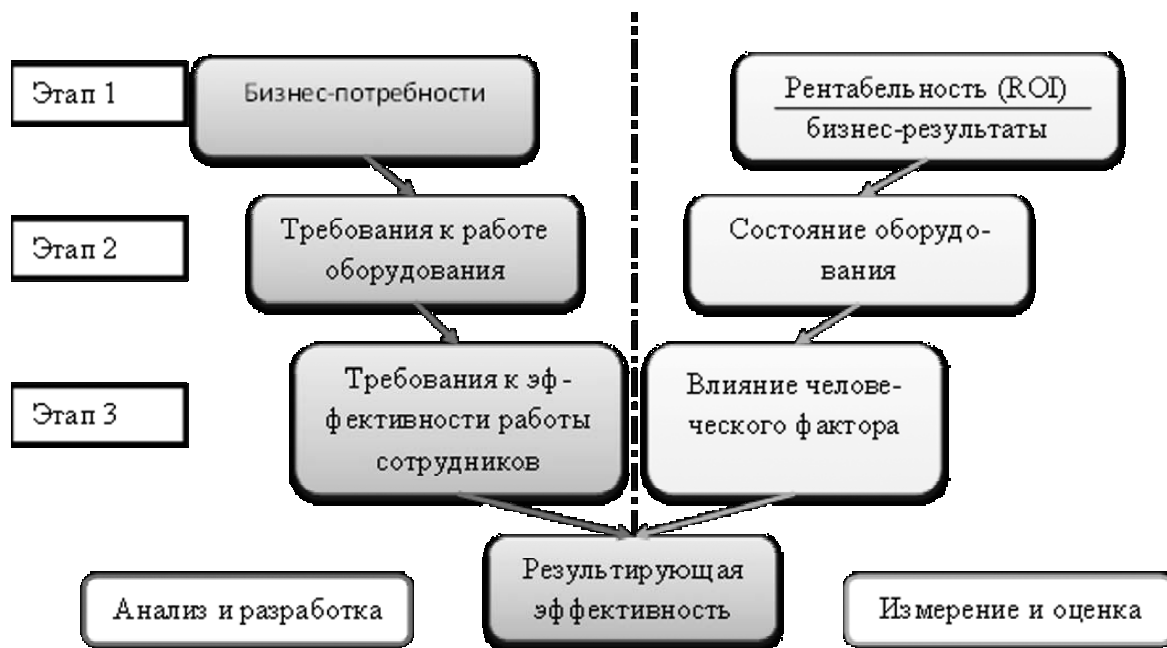 Этап 1
Бизнес-потребности
Рентабельность (ROI)
бизнес-результаты
Этап 2
Требования к работе
оборудования
Состояние оборудо-
вания
Этап 3
Требования к эф-
фективности работы
сотрудников
Влияние челове-
ческого фактора
Результирующая
эффективность
Анализ и разработка
Измерение и оценка